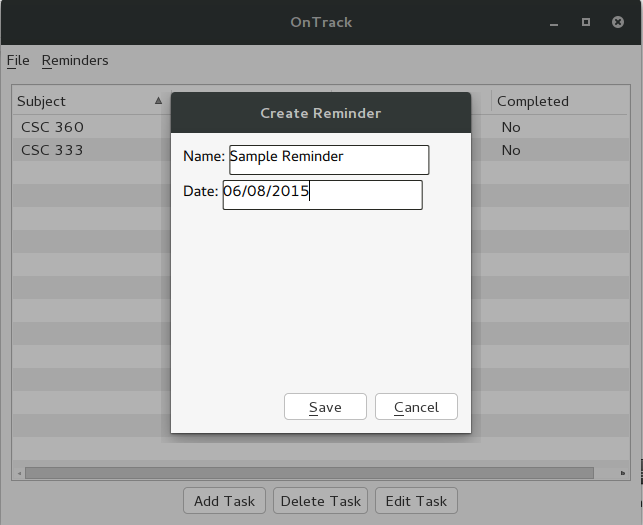 OnTrack
File Reminders
Subject Completed
CSC 360 No
CSC 333 No
Create Reminder
Name: Sample Reminder
Date: 06/08/2015
Save Cancel
Add Task Delete Task Edit Task